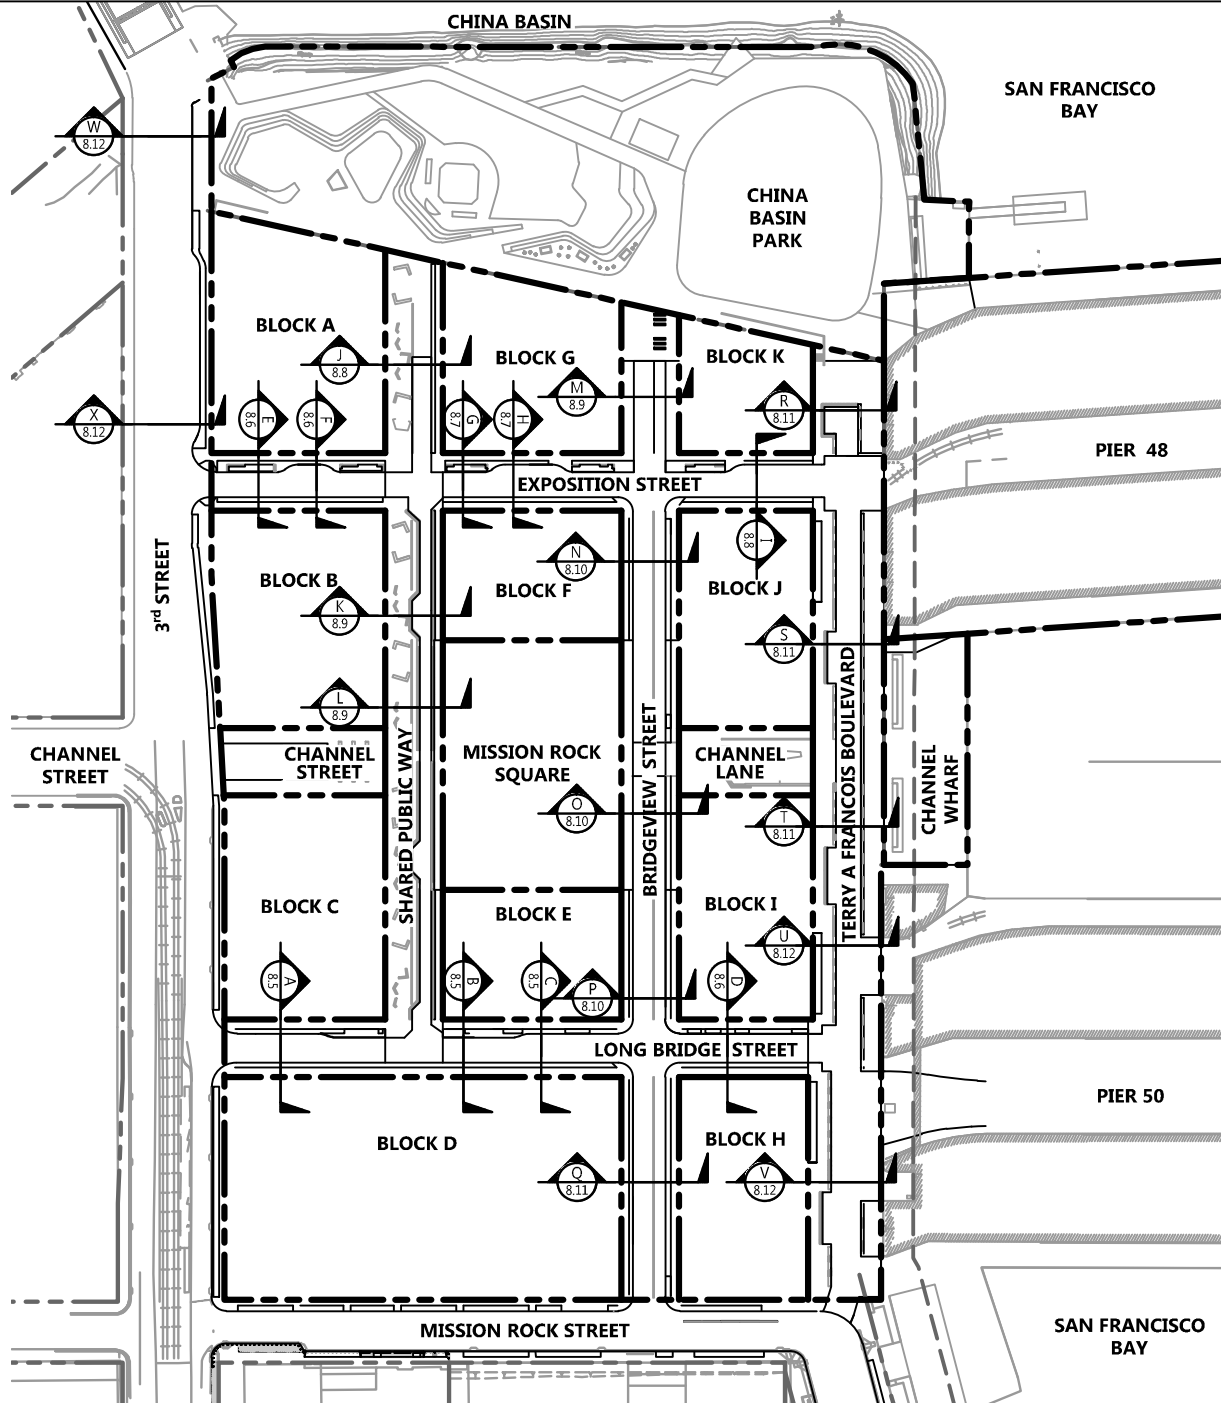 CHINA BASIN
SAN FRANCISCO
BAY
W
8.12
CHINA
BASIN
PARK
BLOCK A
BLOCK G
BLOCK K
J
8.8
M
8.9
R
8.11
X
8.12
E
8.6
F
8.6
G
8.7
H
8.7
PIER 48
EXPOSITION STREET
3rd STREET
I
8.8
N
8.10
BLOCK B
BLOCK F
BLOCK J
K
8.9
S
8.11
L
8.9
CHANNEL
STREET
CHANNEL
STREET
SHARED PUBLIC WAY
MISSION ROCK
SQUARE
BRIDGEVIEW STREET
CHANNEL
LANE
TERRY A FRANCOIS BOULEVARD
CHANNEL
WHARF
O
8.10
T
8.11
BLOCK C
BLOCK E
BLOCK I
U
8.12
A
8.5
B
8.5
C
8.5
P
8.10
D
8.6
LONG BRIDGE STREET
PIER 50
BLOCK D
BLOCK H
Q
8.11
V
8.12
MISSION ROCK STREET
SAN FRANCISCO
BAY